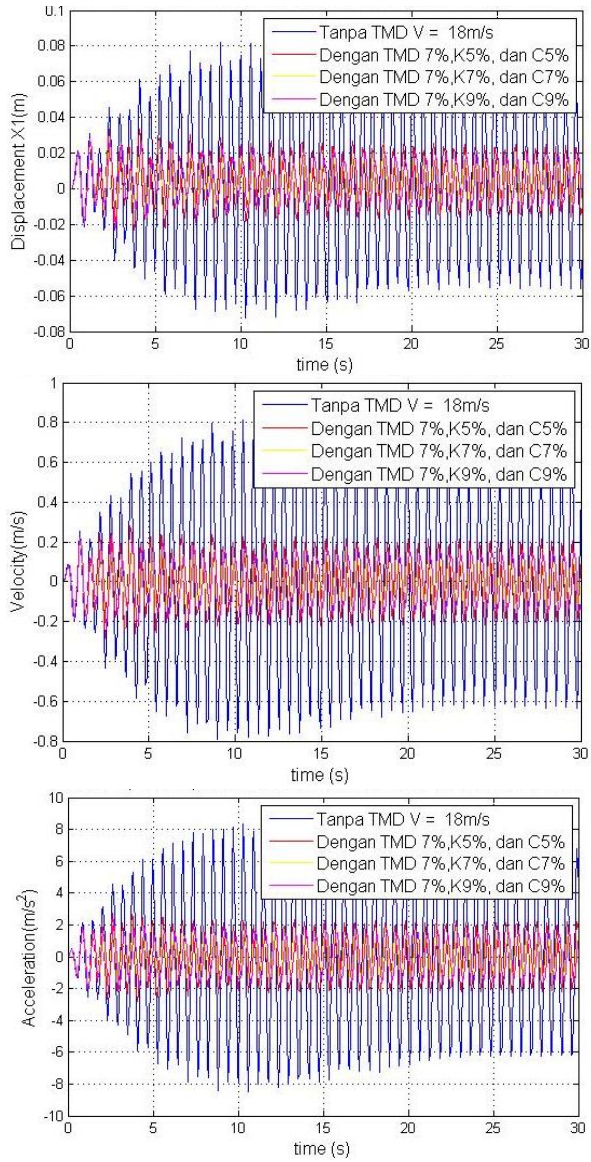 0.1
0.08
0.06
0.04
0.02
0
-0.02
-0.04
-0.06
-0.08
Displacement X1(m)
Tanpa TMD V = 18m/s
Dengan TMD 7%,K5%, dan C5%
Dengan TMD 7%,K7%, dan C7%
Dengan TMD 7%,K9%, dan C9%
0 5 10 15 20 25 30
time (s)
1
0.8
0.6
0.4
0.2
0
-0.2
-0.4
-0.6
-0.8
Velocity(m/s)
Tanpa TMD V = 18m/s
Dengan TMD 7%,K5%, dan C5%
Dengan TMD 7%,K7%, dan C7%
Dengan TMD 7%,K9%, dan C9%
0 5 10 15 20 25 30
time (s)
10
8
6
4
2
0
-2
-4
-6
-8
-10
Acceleration(m/s²)
Tanpa TMD V = 18m/s
Dengan TMD 7%,K5%, dan C5%
Dengan TMD 7%,K7%, dan C7%
Dengan TMD 7%,K9%, dan C9%
0 5 10 15 20 25 30
time (s)